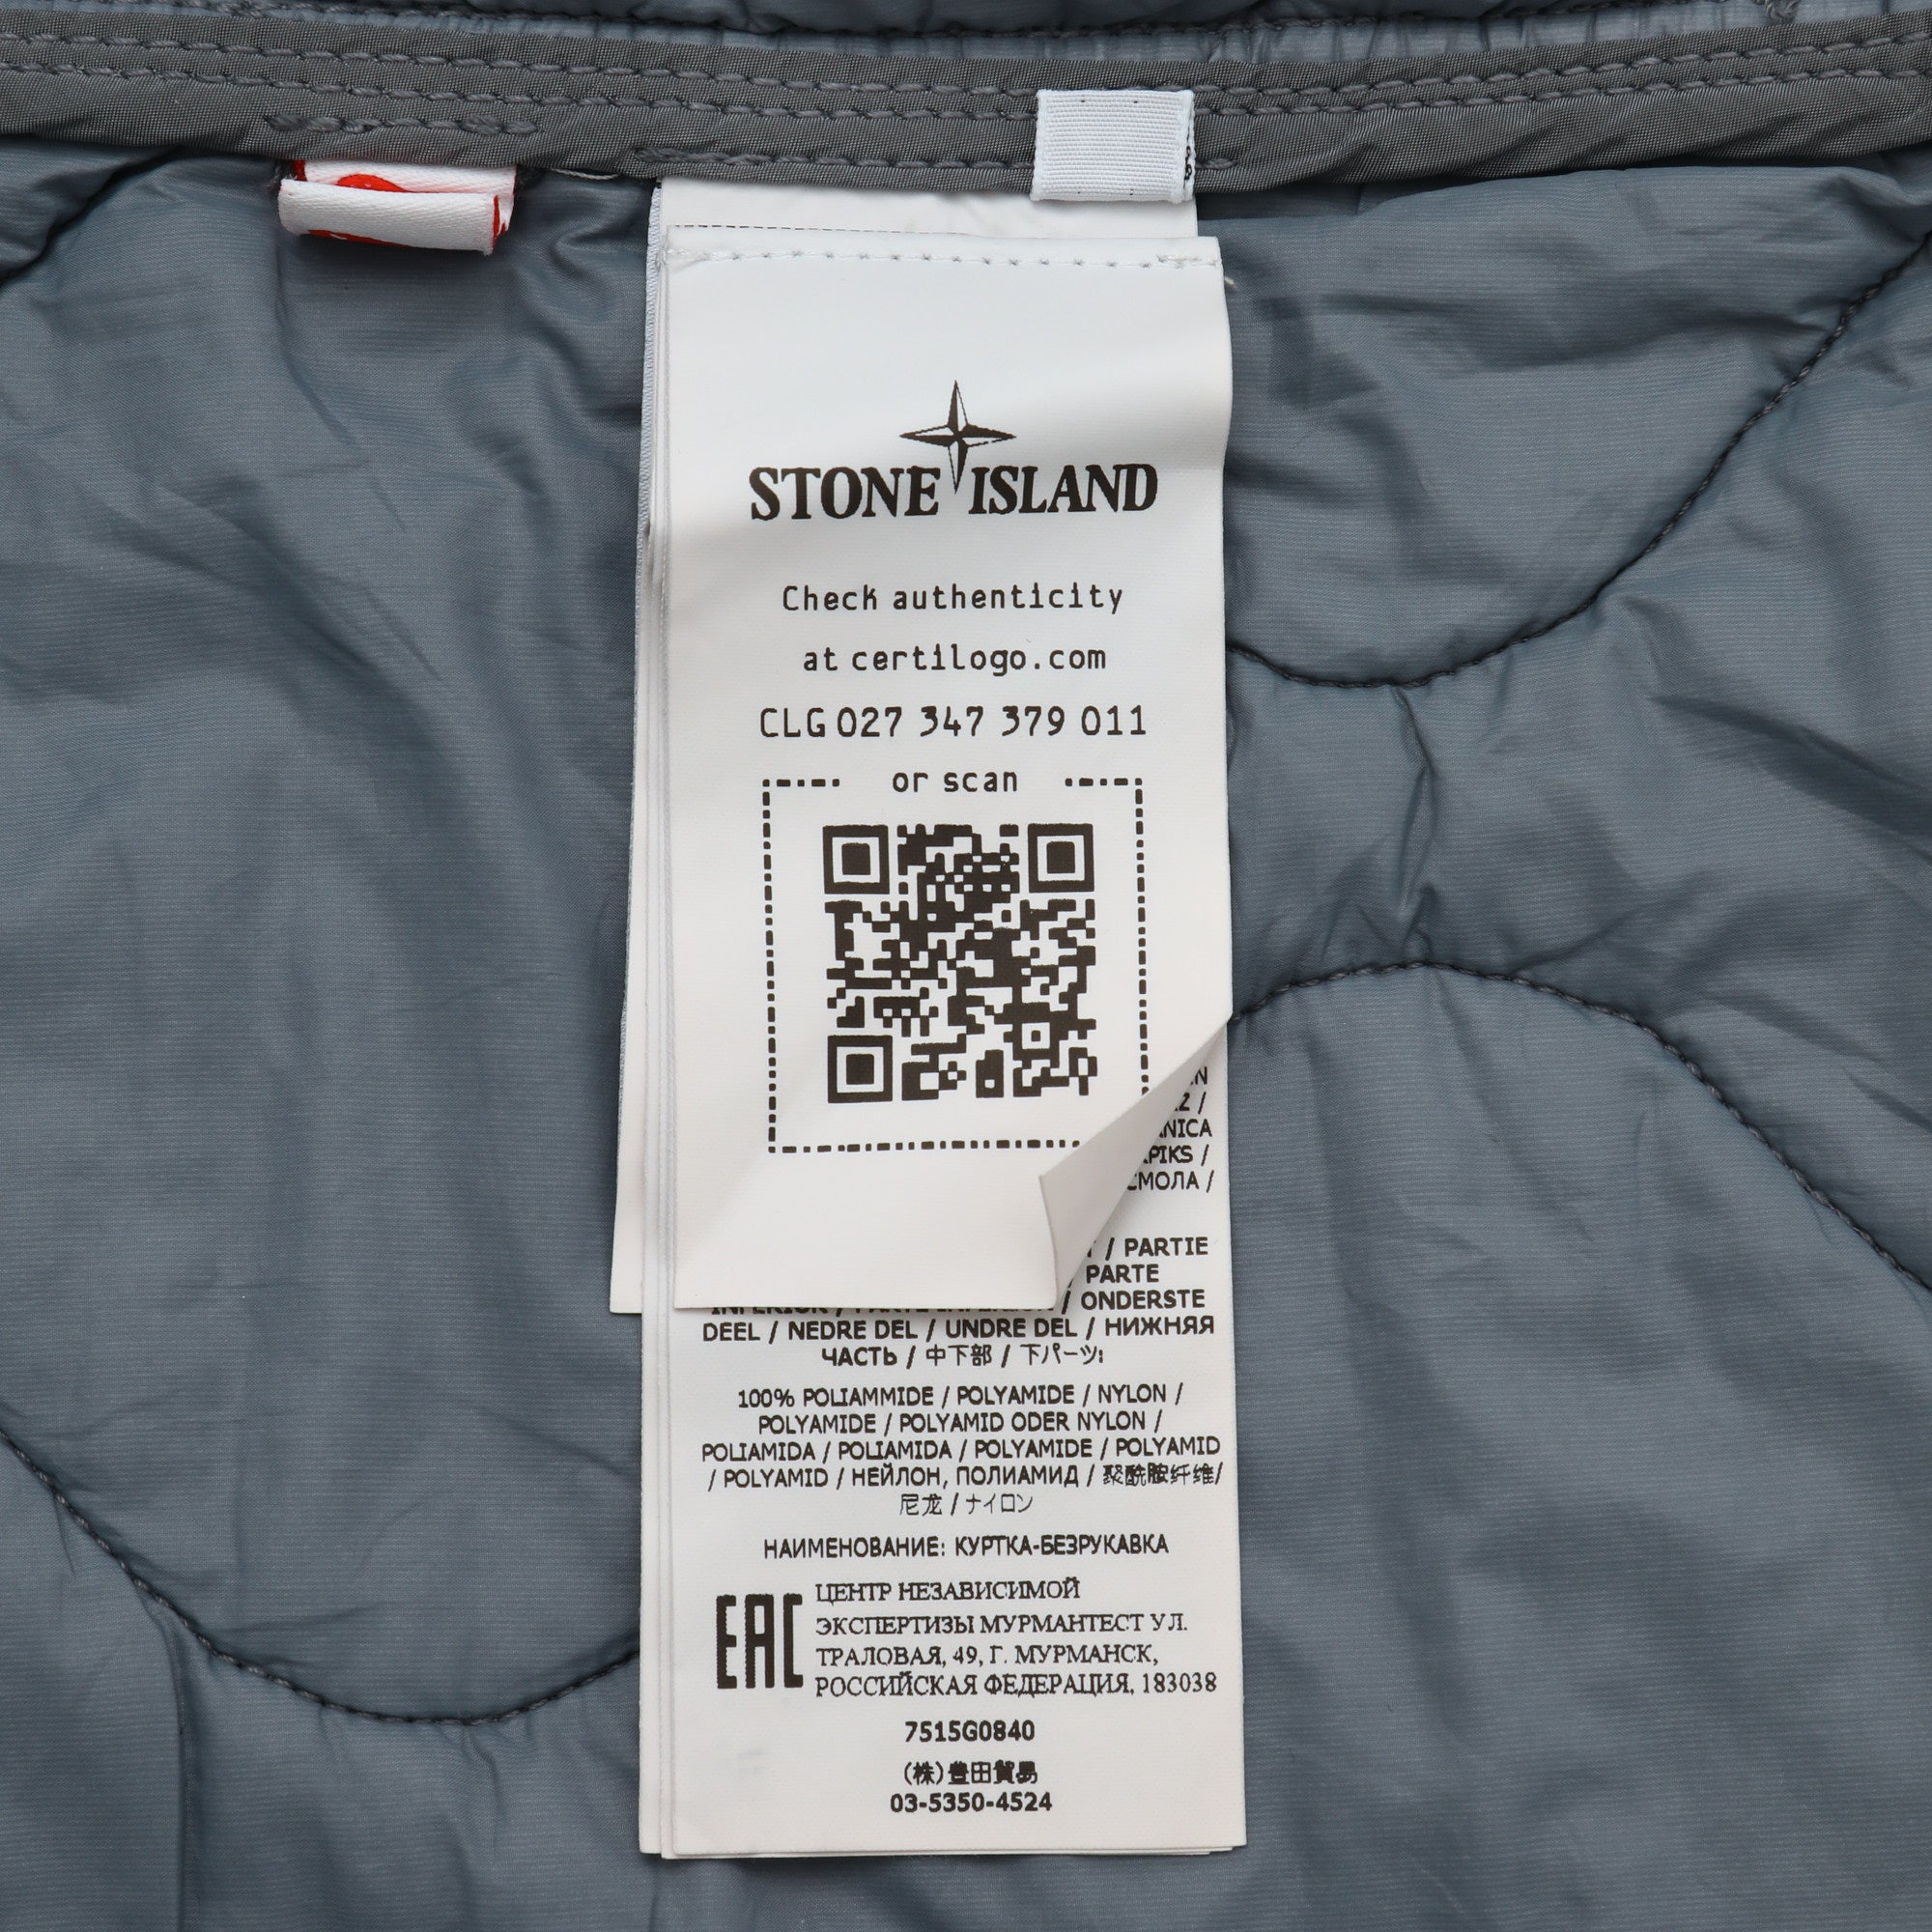 STONE ISLAND
Check authenticity
at certilogo.com
CLG 027 347 379 011
or scan
СМОЛА /
/ PARTIE
PARTE
/ ONDERSTE
DEEL / NEDRE DEL / UNDRE DEL / НИЖНЯЯ
ЧАСТЬ / 中下部 / 下パーツ:
100% POLIAMMIDE / POLYAMIDE / NYLON /
POLYAMIDE / POLYAMID ODER NYLON /
POLIAMIDA / POLIAMIDA / POLYAMIDE / POLYAMID
/ POLYAMID / НЕЙЛОН, ПОЛИАМИД / 聚酰胺纤维/
尼龙 / ナイロン
НАИМЕНОВАНИЕ: КУРТКА-БЕЗРУКАВКА
EAC
ЦЕНТР НЕЗАВИСИМОЙ
ЭКСПЕРТИЗЫ МУРМАНТЕСТ УЛ.
ТРАЛОВАЯ, 49, Г. МУРМАНСК,
РОССИЙСКАЯ ФЕДЕРАЦИЯ, 183038
7515G0840
(株)豊田貿易
03-5350-4524